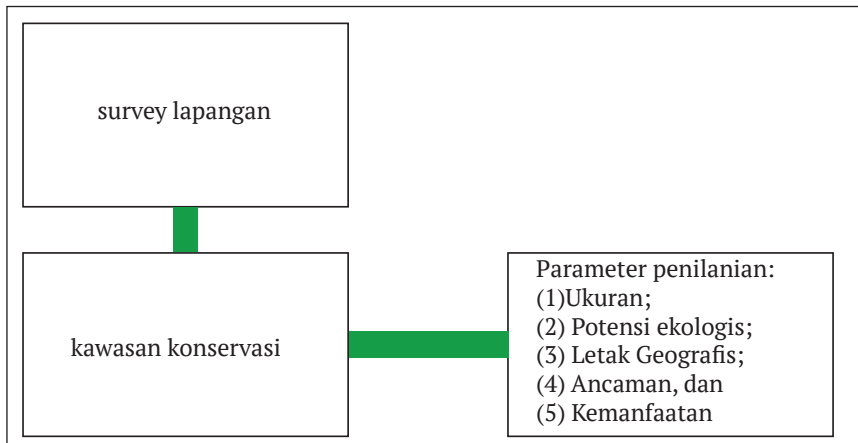 survey lapangan
kawasan konservasi
Parameter penilanian:
(1)Ukuran;
(2) Potensi ekologis;
(3) Letak Geografis;
(4) Ancaman, dan
(5) Kemanfaatan